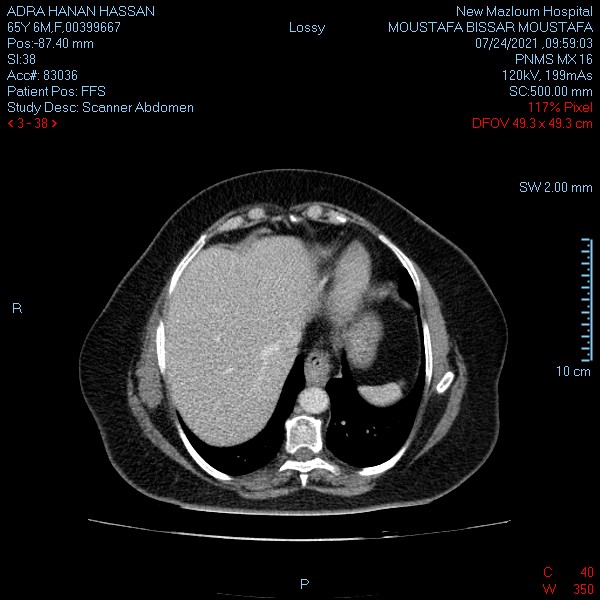 ADRA HANAN HASSAN
65Y 6M,F,00399667
Pos:-87.40 mm
SI:38
Acc#: 83036
Patient Pos: FFS
Study Desc: Scanner Abdomen
< 3 - 38 >
Lossy
New Mazloum Hospital
MOUSTAFA BISSAR MOUSTAFA
07/24/2021 ,09:59:03
PNMS MX 16
120kV, 199mAs
SC:500.00 mm
117% Pixel
DFOV 49.3 x 49.3 cm
SW 2.00 mm
R
10 cm
P
C 40
W 350